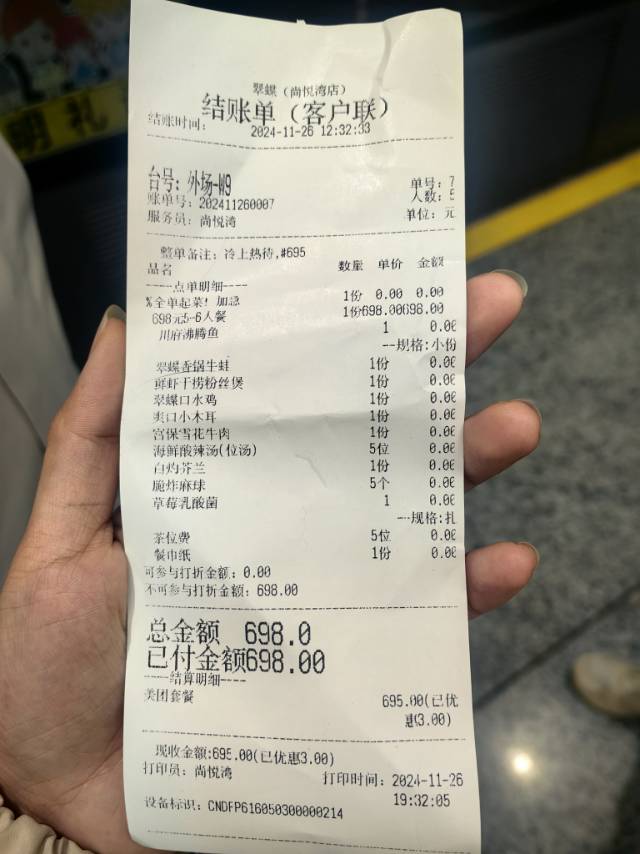 翠蝶（尚悦湾店）
结账单（客户联）
结账时间： 2024-11-26 12:32:33
台号：外场-W9 单号：7
账单号：202411260007 人数：5
服务员：尚悦湾 单位：元
整单备注：冷上热待,#695
品名 数量 单价 金额
-----点单明细----
%全单起菜！加急 1份 0.00 0.00
698元5-6人餐 1份698.00698.00
川府沸腾鱼 1 0.00
--规格:小份
翠蝶香锅牛蛙 1份 0.00
鲜虾干捞粉丝煲 1份 0.00
翠蝶口水鸡 1份 0.00
爽口小木耳 1份 0.00
宫保雪花牛肉 1份 0.00
海鲜酸辣汤(位汤) 5位 0.00
白灼芥兰 1份 0.00
脆炸麻球 5个 0.00
草莓乳酸菌 1 0.00
--规格:扎
茶位费 5位 0.00
餐巾纸 1份 0.00
可参与打折金额：0.00
不可参与打折金额：698.00
总金额 698.0
已付金额698.00
-----结算明细----
美团套餐 695.00(已优
惠3.00)
现收金额:695.00(已优惠3.00)
打印员：尚悦湾 打印时间：2024-11-26
19:32:05
设备标识：CNDFP616050300000214